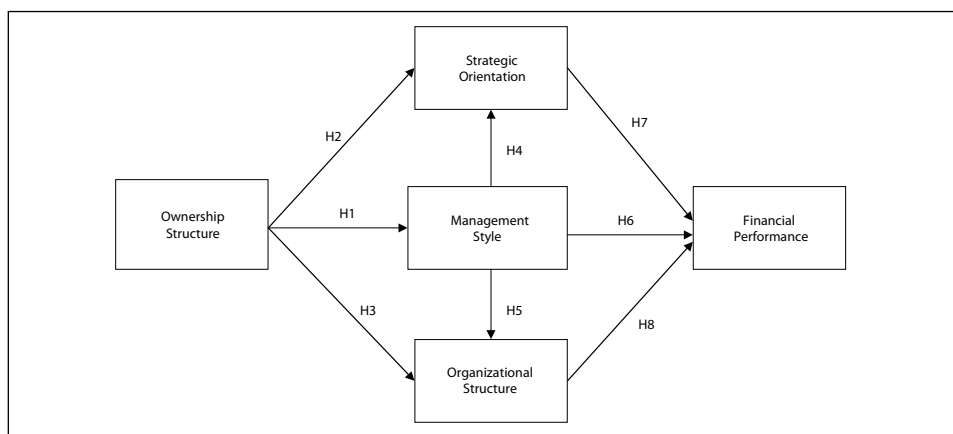 Strategic
Orientation
H2
H7
H4
Ownership
Structure
H1
Management
Style
H6
Financial
Performance
H3
H5
H8
Organizational
Structure